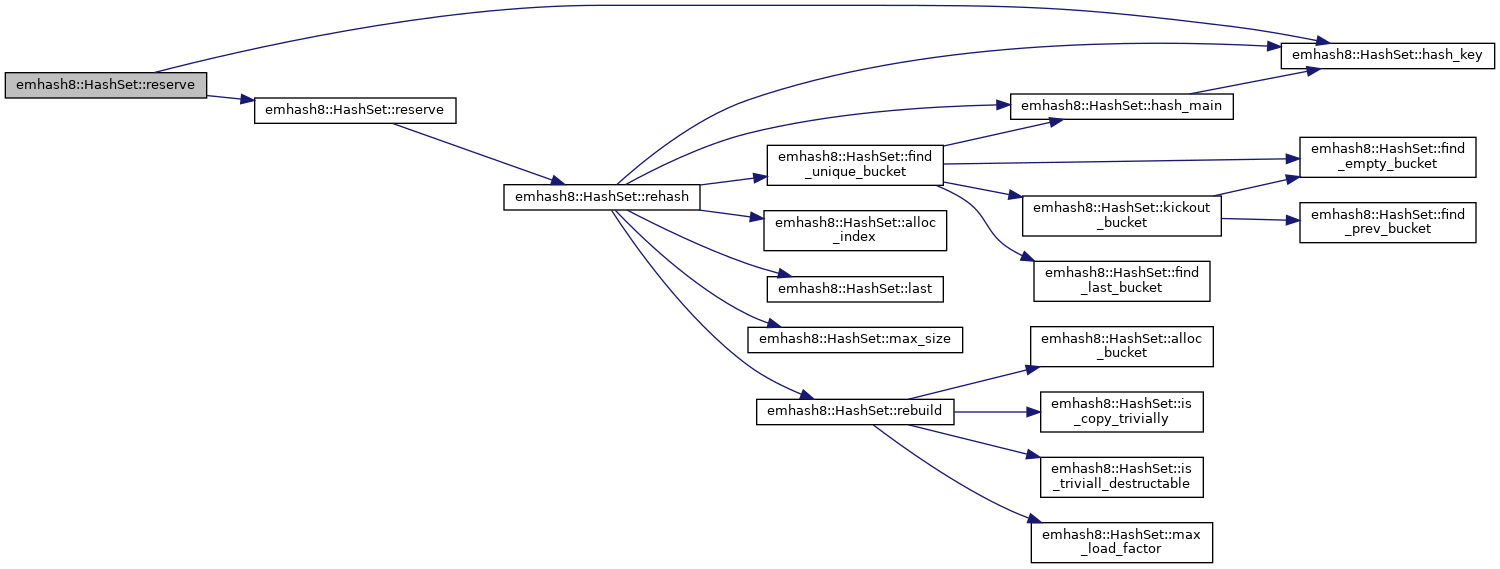 emhash8::HashSet::reserve
emhash8::HashSet::reserve
emhash8::HashSet::rehash
emhash8::HashSet::hash_key
emhash8::HashSet::hash_main
emhash8::HashSet::find
_unique_bucket
emhash8::HashSet::find
_empty_bucket
emhash8::HashSet::kickout
_bucket
emhash8::HashSet::find
_prev_bucket
emhash8::HashSet::find
_last_bucket
emhash8::HashSet::alloc
_index
emhash8::HashSet::last
emhash8::HashSet::max_size
emhash8::HashSet::rebuild
emhash8::HashSet::alloc
_bucket
emhash8::HashSet::is
_copy_trivially
emhash8::HashSet::is
_triviall_destructable
emhash8::HashSet::max
_load_factor